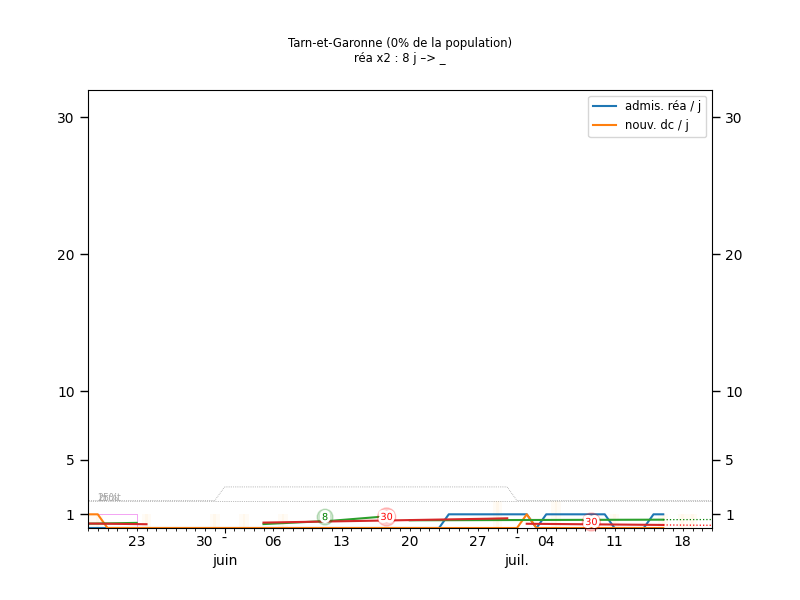 Tarn-et-Garonne (0% de la population)
réa x2 : 8 j –> _
admis. réa / j
nouv. dc / j
30 30
20 20
10 10
5 5
1 1
8 30 30
23 30 - 06 13 20 27 - 04 11 18
juin juil.